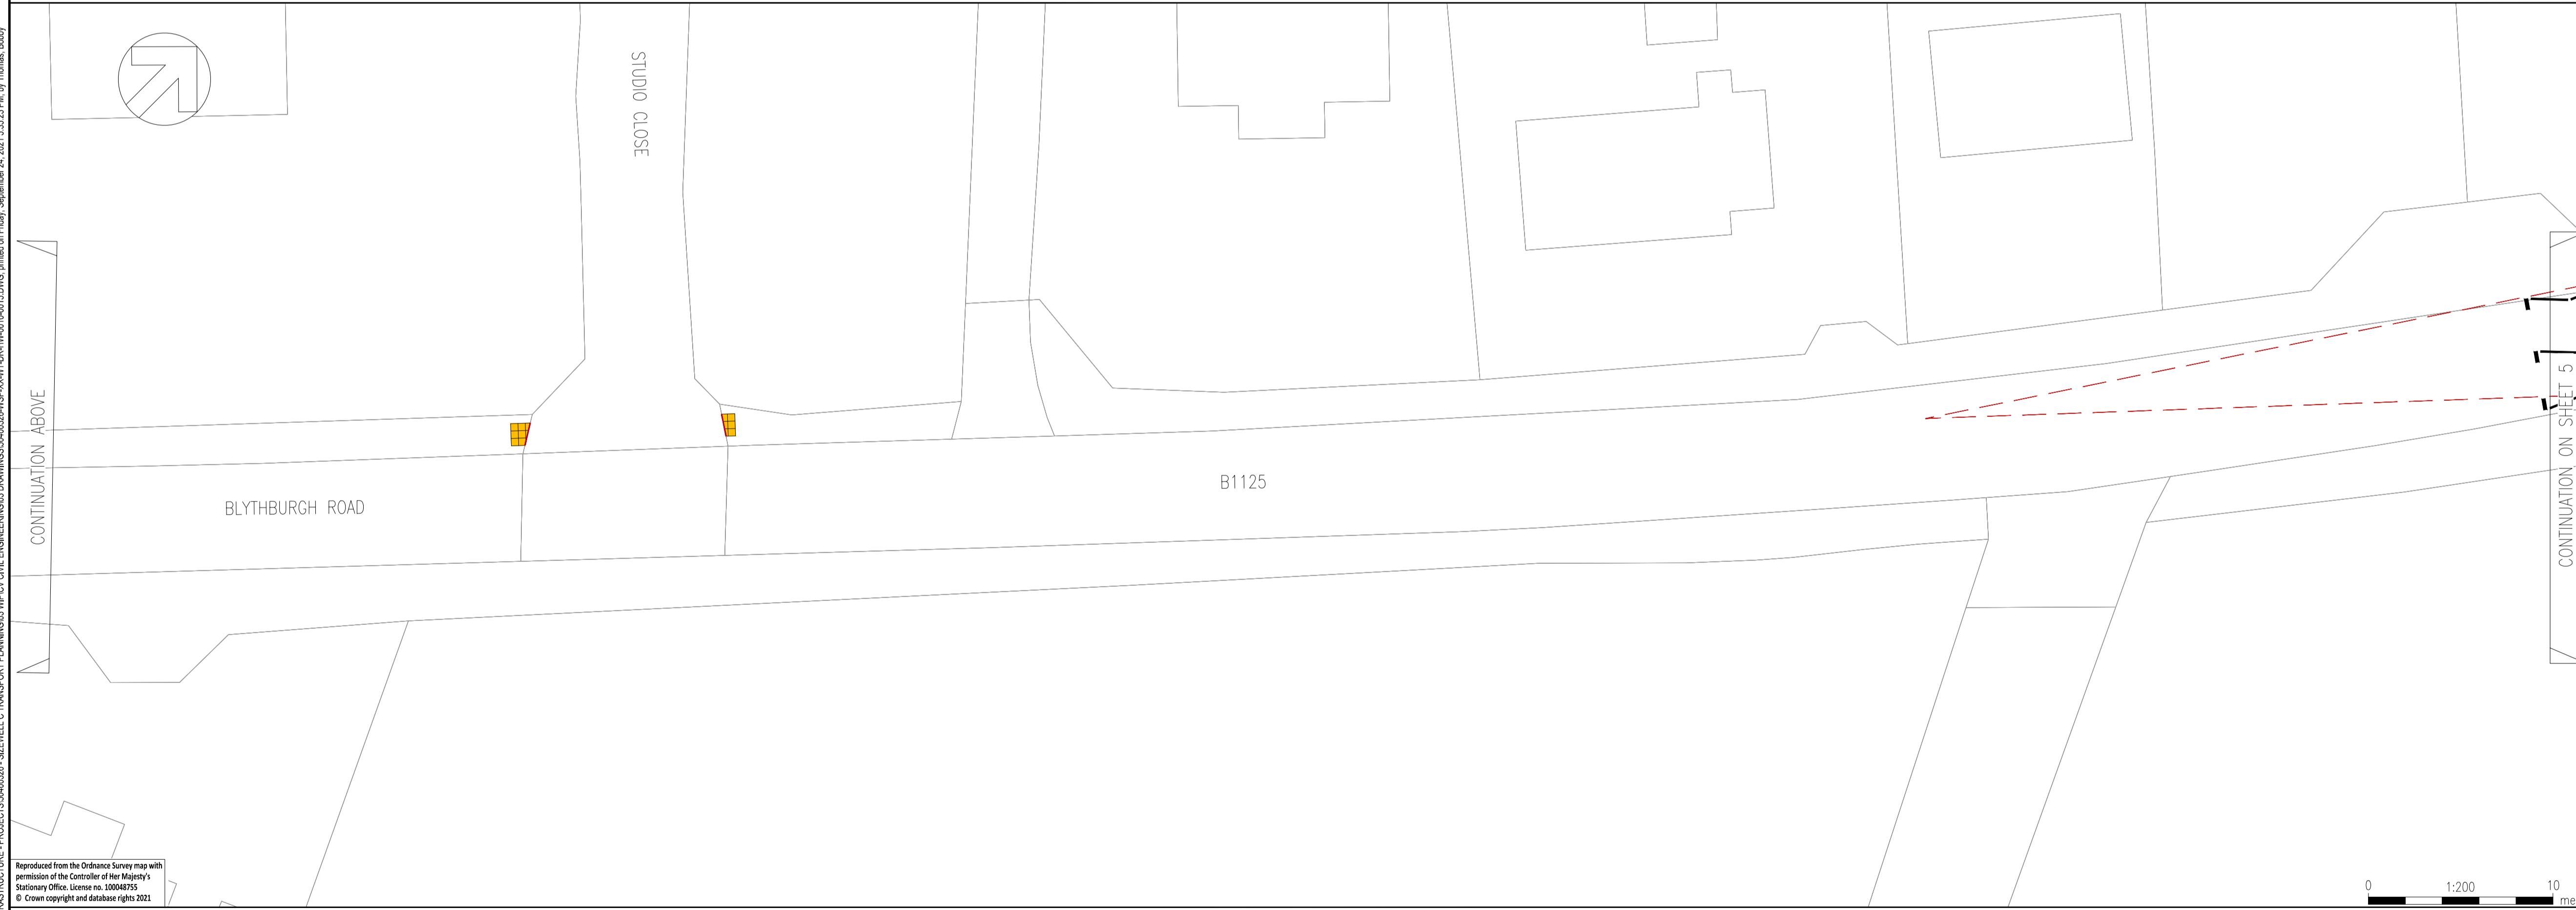 STUDIO CLOSE
CONTINUATION ABOVE
BLYTHBURGH ROAD
B1125
CONTINUATION ON SHEET 5
Reproduced from the Ordnance Survey map with
permission of the Controller of Her Majesty's
Stationary Office. License no. 100048755
© Crown copyright and database rights 2021
0 1:200 10
me